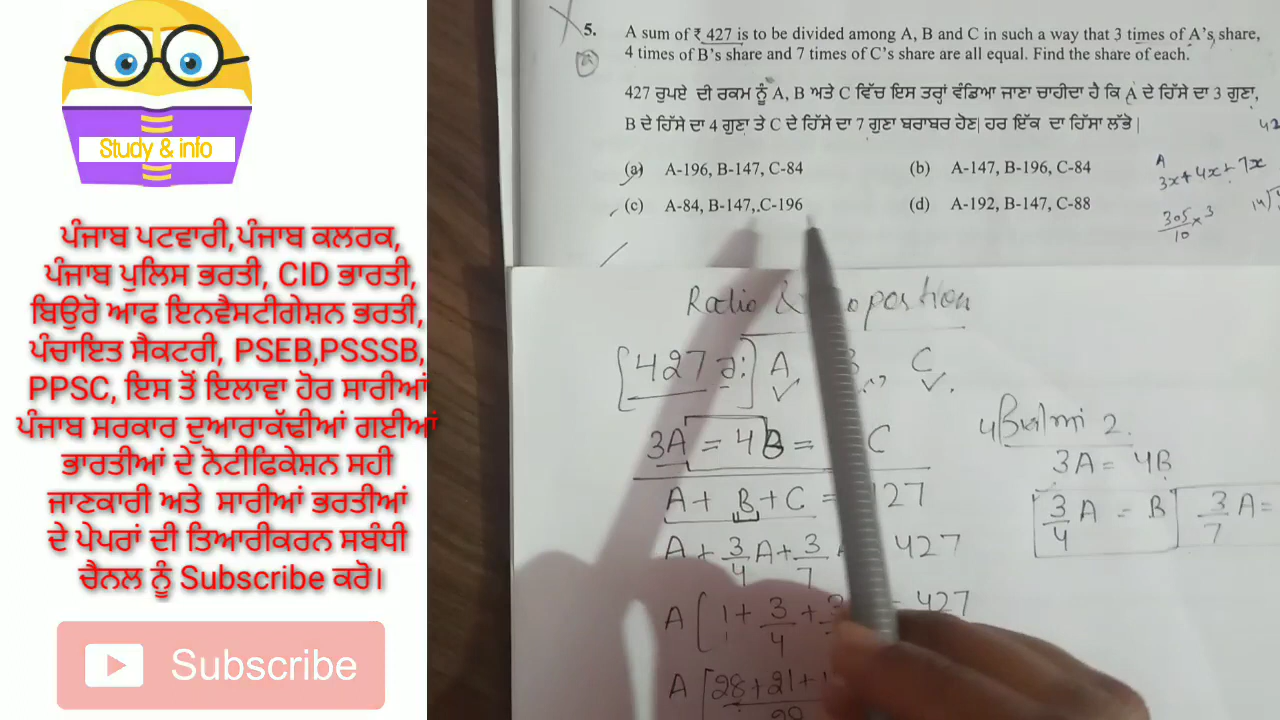 Study & info
ਪੰਜਾਬ ਪਟਵਾਰੀ,ਪੰਜਾਬ ਕਲਰਕ,
ਪੰਜਾਬ ਪੁਲਿਸ ਭਰਤੀ, CID ਭਾਰਤੀ,
ਬਿਉਰੋ ਆਫ ਇਨਵੈਸਟੀਗੇਸ਼ਨ ਭਰਤੀ,
ਪੰਚਾਇਤ ਸੈਕਟਰੀ, PSEB,PSSSB,
PPSC, ਇਸ ਤੋਂ ਇਲਾਵਾ ਹੋਰ ਸਾਰੀਆਂ
ਪੰਜਾਬ ਸਰਕਾਰ ਦੁਆਰਾਕੱਢੀਆਂ ਗਈਆਂ
ਭਾਰਤੀਆਂ ਦੇ ਨੋਟੀਫਿਕੇਸ਼ਨ ਸਹੀ
ਜਾਣਕਾਰੀ ਅਤੇ ਸਾਰੀਆਂ ਭਰਤੀਆਂ
ਦੇ ਪੇਪਰਾਂ ਦੀ ਤਿਆਰੀਕਰਨ ਸਬੰਧੀ
ਚੈਨਲ ਨੂੰ Subscribe ਕਰੋ।
Subscribe
5. A sum of ₹ 427 is to be divided among A, B and C in such a way that 3 times of A's share,
4 times of B's share and 7 times of C's share are all equal. Find the share of each.
427 ਰੁਪਏ ਦੀ ਰਕਮ ਨੂੰ A, B ਅਤੇ C ਵਿੱਚ ਇਸ ਤਰ੍ਹਾਂ ਵੰਡਿਆ ਜਾਣਾ ਚਾਹੀਦਾ ਹੈ ਕਿ A ਦੇ ਹਿੱਸੇ ਦਾ 3 ਗੁਣਾ,
B ਦੇ ਹਿੱਸੇ ਦਾ 4 ਗੁਣਾ ਤੇ C ਦੇ ਹਿੱਸੇ ਦਾ 7 ਗੁਣਾ ਬਰਾਬਰ ਹੋਣ| ਹਰ ਇੱਕ ਦਾ ਹਿੱਸਾ ਲੱਭੋ |
(a) A-196, B-147, C-84 (b) A-147, B-196, C-84
(c) A-84, B-147, C-196 (d) A-192, B-147, C-88
A
3x+4x+7x
305/10 × 3
Ratio &
[427 ਰੁ:] A C
3A = 4B = C
A + B + C =
A + 3/4 A + 3/7 427
A [1 + 3/4 + 427
A [28+21+
3A = 4B
3/4 A = B 3/7 A =